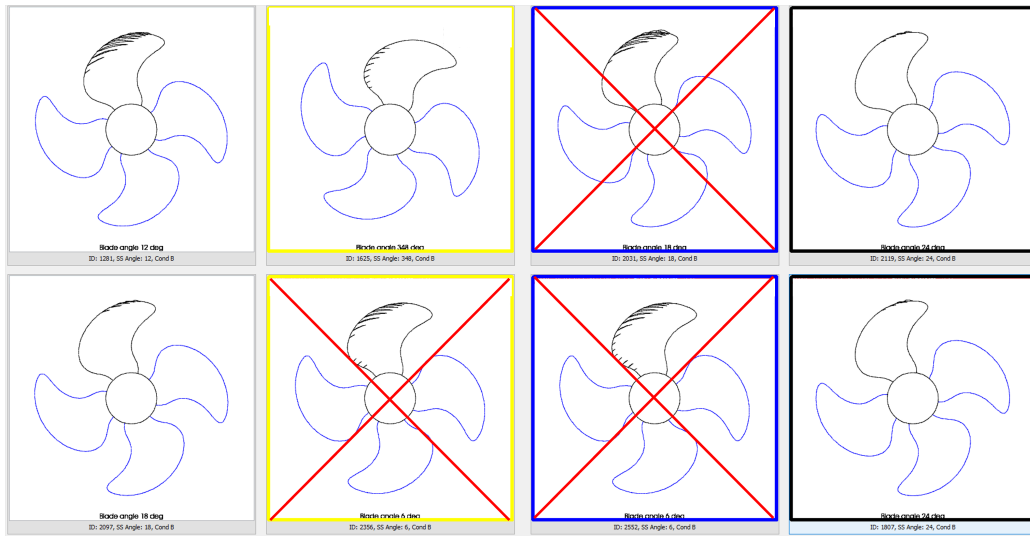 Blade angle 12 deg
ID: 1281, SS Angle: 12, Cond B
Blade angle 348 deg
ID: 1625, SS Angle: 348, Cond B
Blade angle 18 deg
ID: 2031, SS Angle: 18, Cond B
Blade angle 24 deg
ID: 2119, SS Angle: 24, Cond B
Blade angle 18 deg
ID: 2097, SS Angle: 18, Cond B
Blade angle 6 deg
ID: 2356, SS Angle: 6, Cond B
Blade angle 6 deg
ID: 2552, SS Angle: 6, Cond B
Blade angle 24 deg
ID: 1807, SS Angle: 24, Cond B